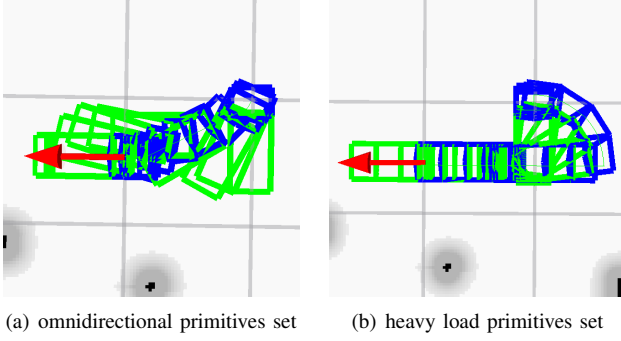 (a) omnidirectional primitives set
(b) heavy load primitives set